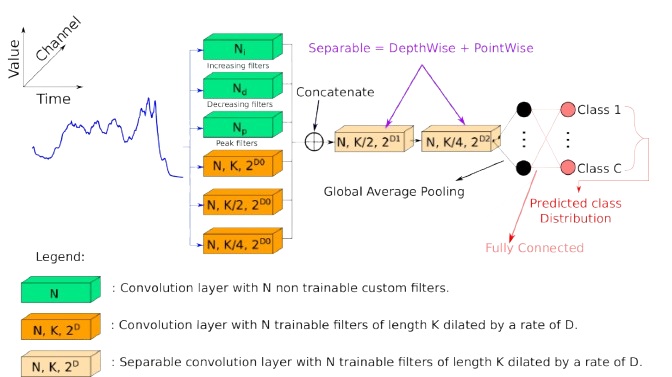 Value
Channel
Time
N_i
Increasing filters
N_d
Decreasing filters
N_p
Peak filters
N, K, 2^D0
N, K/2, 2^D0
N, K/4, 2^D0
Separable = DepthWise + PointWise
Concatenate
N, K/2, 2^D1
N, K/4, 2^D2
Class 1
Class C
Global Average Pooling
Predicted class
Distribution
Fully Connected
Legend:
N
: Convolution layer with N non trainable custom filters.
N, K, 2^D
: Convolution layer with N trainable filters of length K dilated by a rate of D.
N, K, 2^D
: Separable convolution layer with N trainable filters of length K dilated by a rate of D.